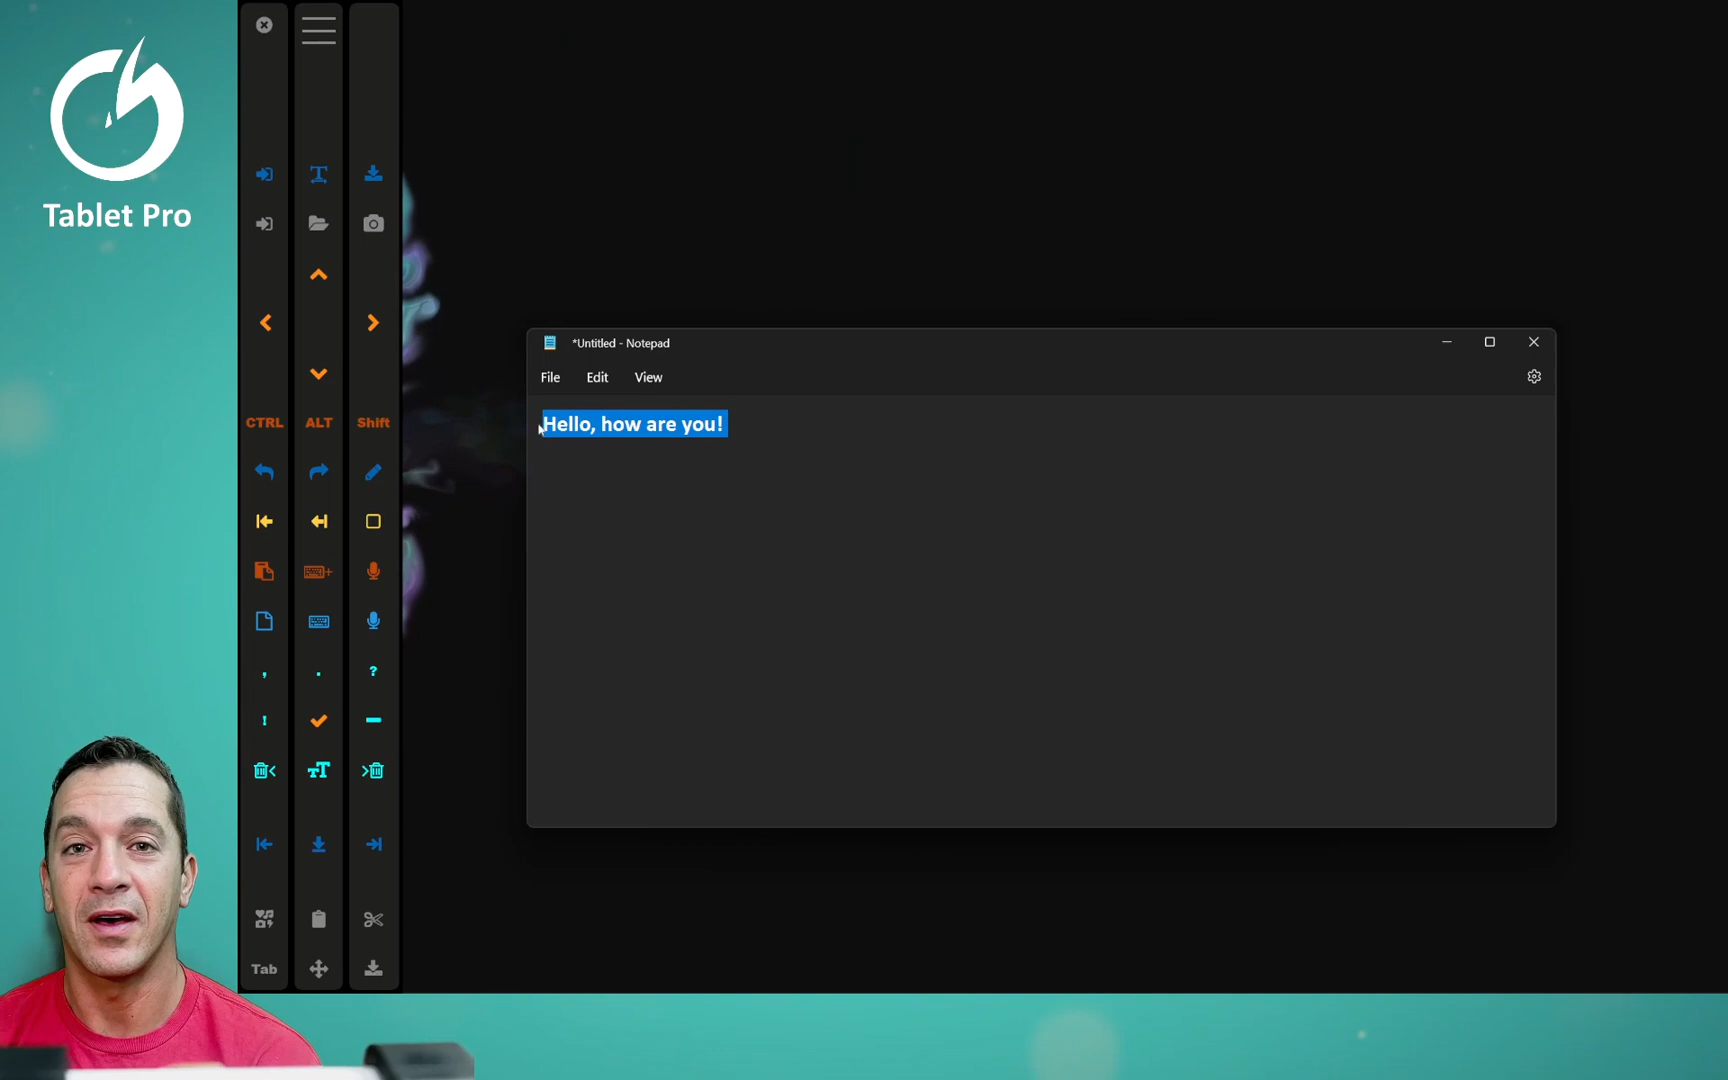 Tablet Pro
CTRL ALT Shift
, . ?
!
Tab
*Untitled - Notepad
File Edit View
Hello, how are you!